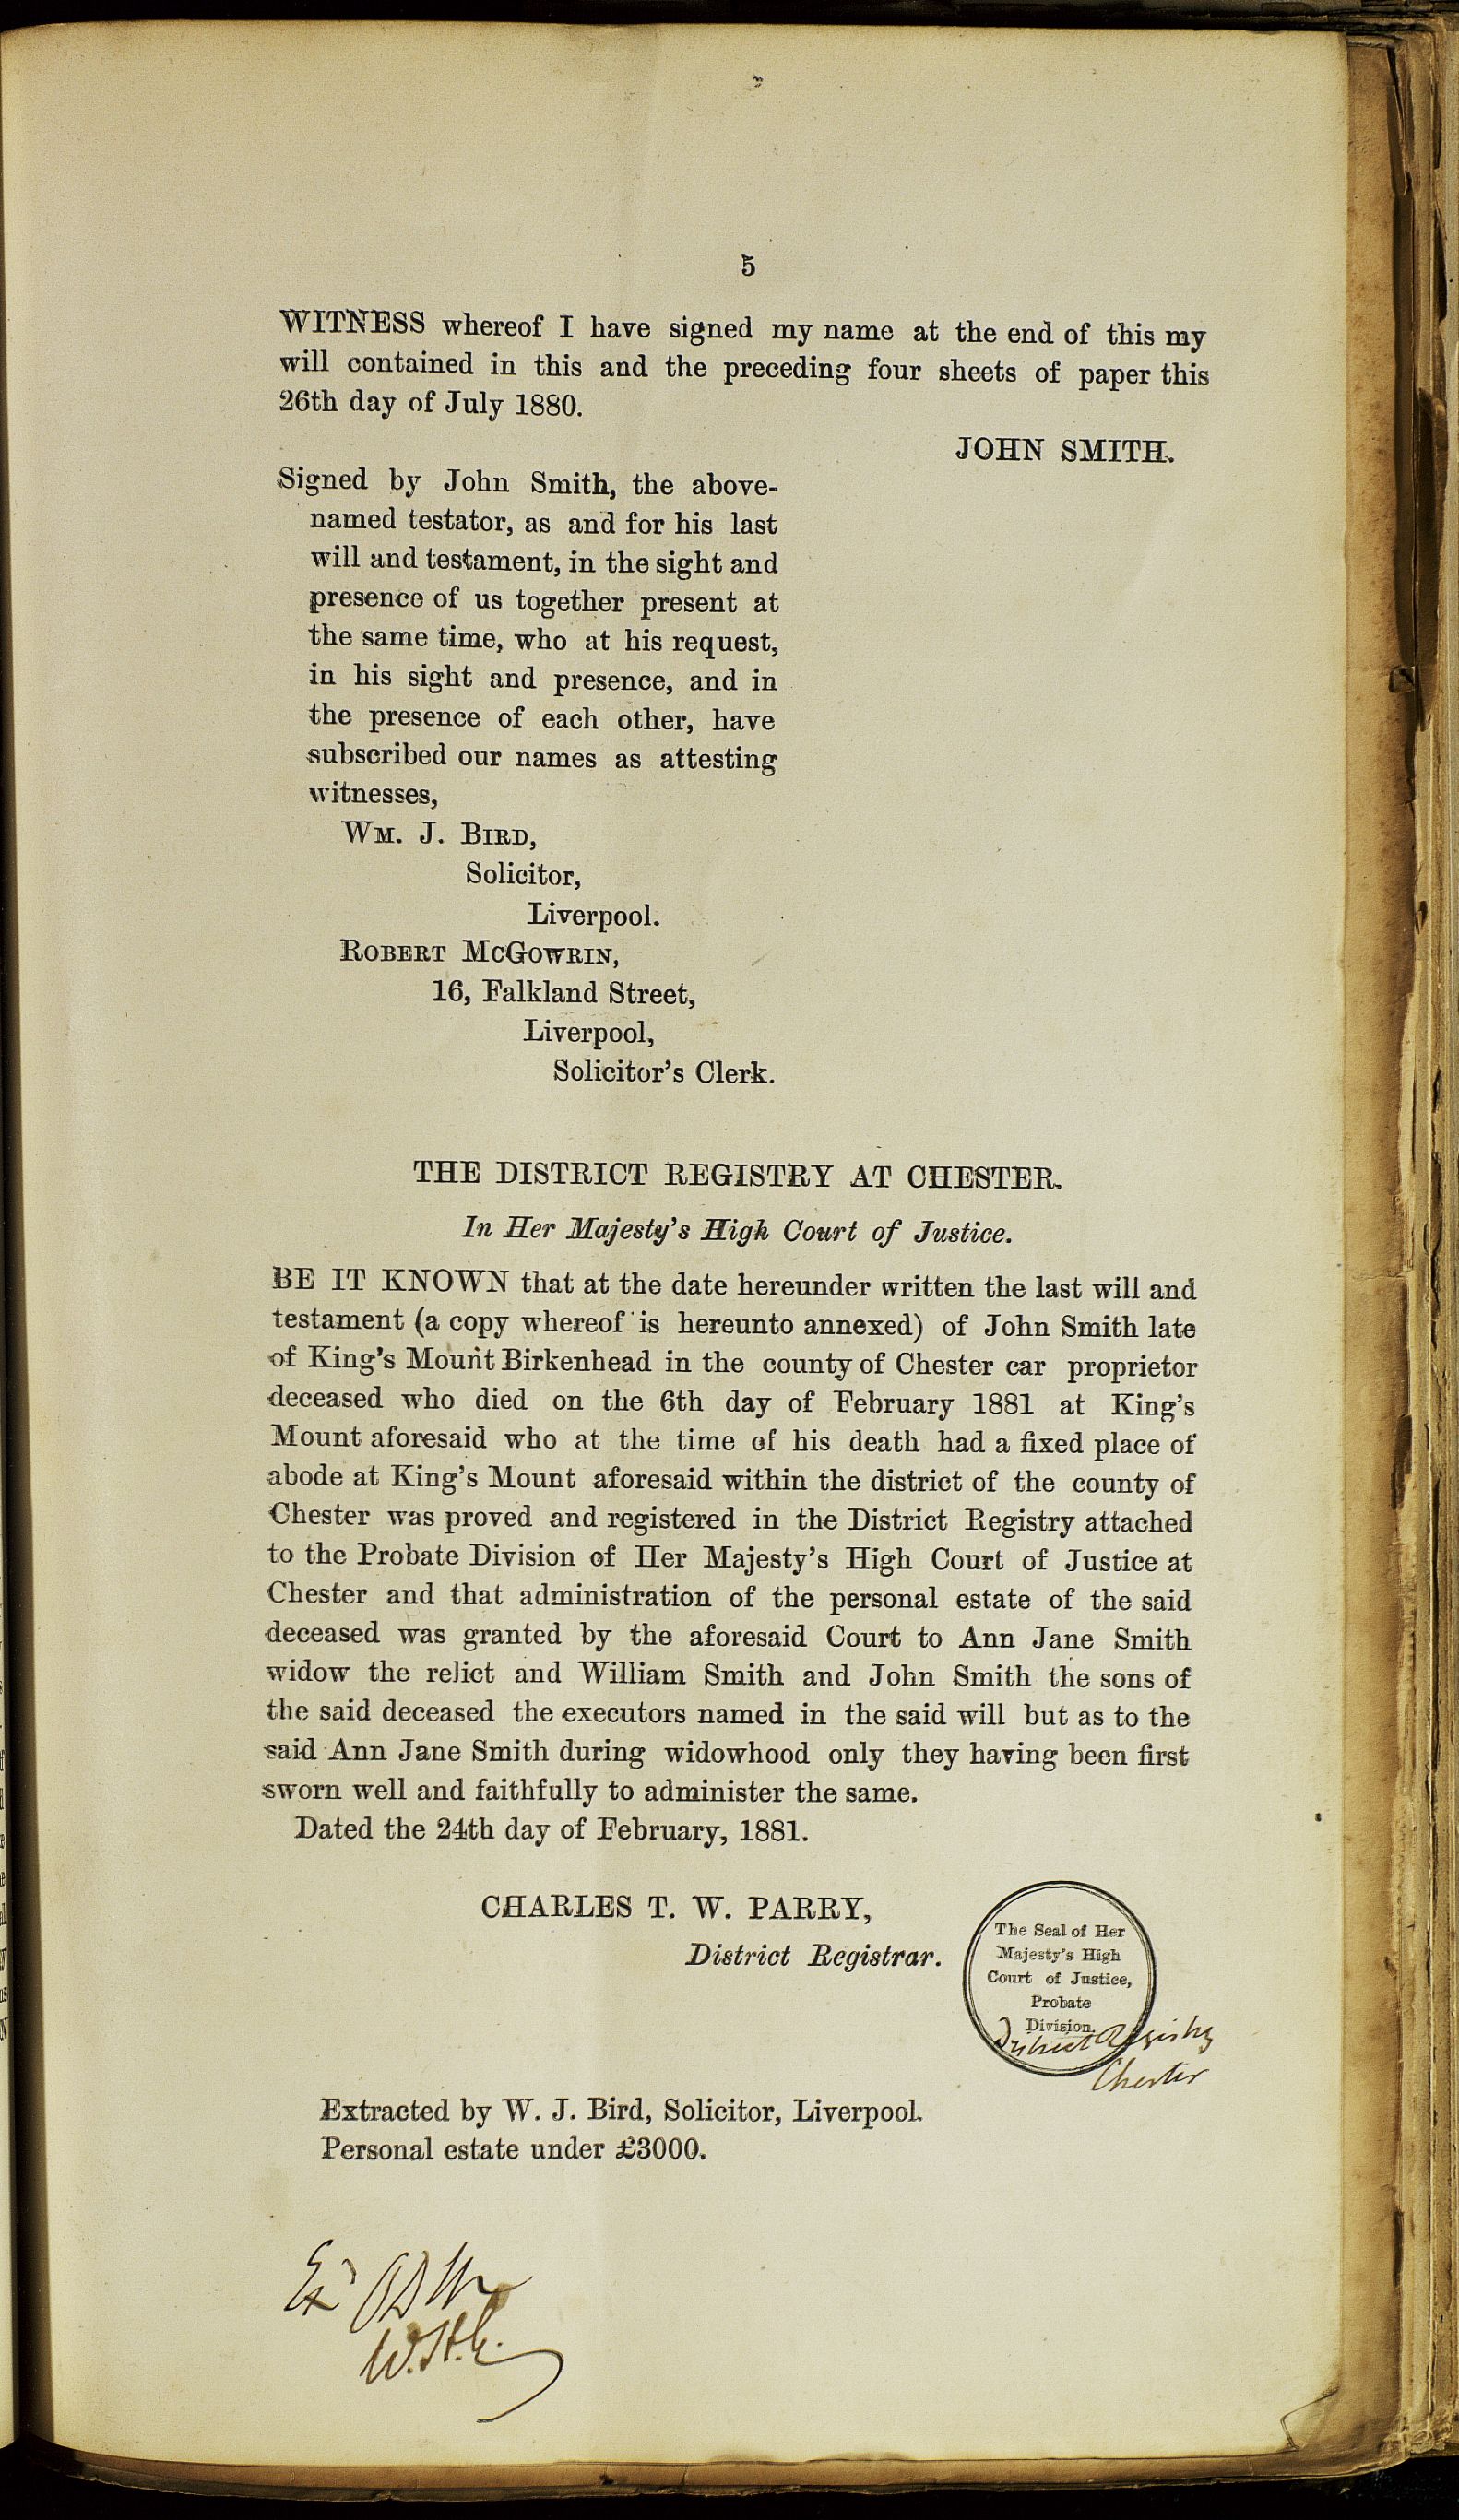 5
WITNESS whereof I have signed my name at the end of this my
will contained in this and the preceding four sheets of paper this
26th day of July 1880.
JOHN SMITH.
Signed by John Smith, the above-
named testator, as and for his last
will and testament, in the sight and
presence of us together present at
the same time, who at his request,
in his sight and presence, and in
the presence of each other, have
subscribed our names as attesting
witnesses,
WM. J. BIRD,
Solicitor,
Liverpool.
ROBERT MCGOWRIN,
16, Falkland Street,
Liverpool,
Solicitor's Clerk.
THE DISTRICT REGISTRY AT CHESTER.
In Her Majesty's High Court of Justice.
BE IT KNOWN that at the date hereunder written the last will and
testament (a copy whereof is hereunto annexed) of John Smith late
of King's Mount Birkenhead in the county of Chester car proprietor
deceased who died on the 6th day of February 1881 at King's
Mount aforesaid who at the time of his death had a fixed place of
abode at King's Mount aforesaid within the district of the county of
Chester was proved and registered in the District Registry attached
to the Probate Division of Her Majesty's High Court of Justice at
Chester and that administration of the personal estate of the said
deceased was granted by the aforesaid Court to Ann Jane Smith
widow the relict and William Smith and John Smith the sons of
the said deceased the executors named in the said will but as to the
said Ann Jane Smith during widowhood only they having been first
sworn well and faithfully to administer the same.
Dated the 24th day of February, 1881.
CHARLES T. W. PARRY,
District Registrar.
The Seal of Her
Majesty's High
Court of Justice,
Probate
Division.
District Registry
Chester
Extracted by W. J. Bird, Solicitor, Liverpool.
Personal estate under £3000.